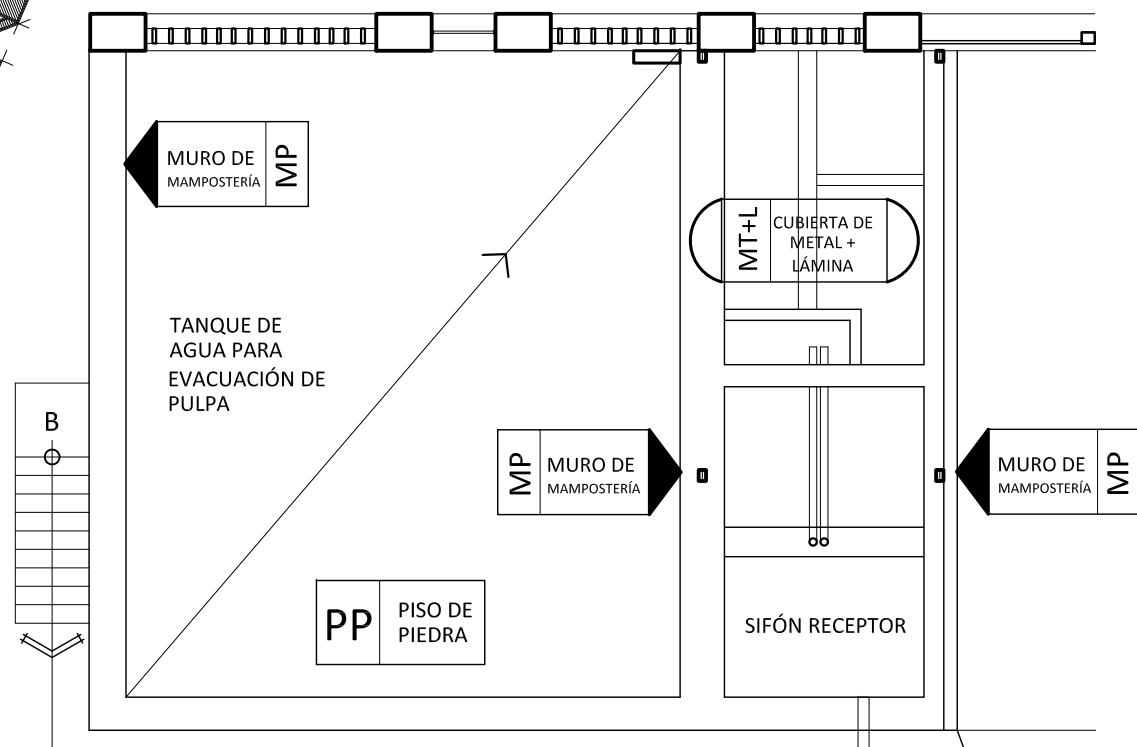 MURO DE
MAMPOSTERÍA
MP
MT+L
CUBIERTA DE
METAL +
LÁMINA
TANQUE DE
AGUA PARA
EVACUACIÓN DE
PULPA
B
MP
MURO DE
MAMPOSTERÍA
MURO DE
MAMPOSTERÍA
MP
PP
PISO DE
PIEDRA
SIFÓN RECEPTOR